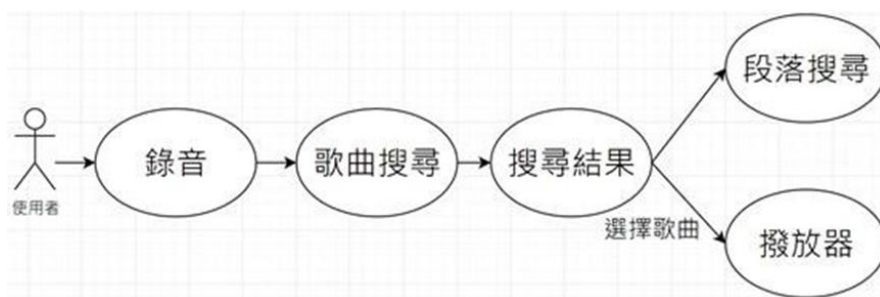 段落搜尋
錄音
歌曲搜尋
搜尋結果
使用者
選擇歌曲
撥放器